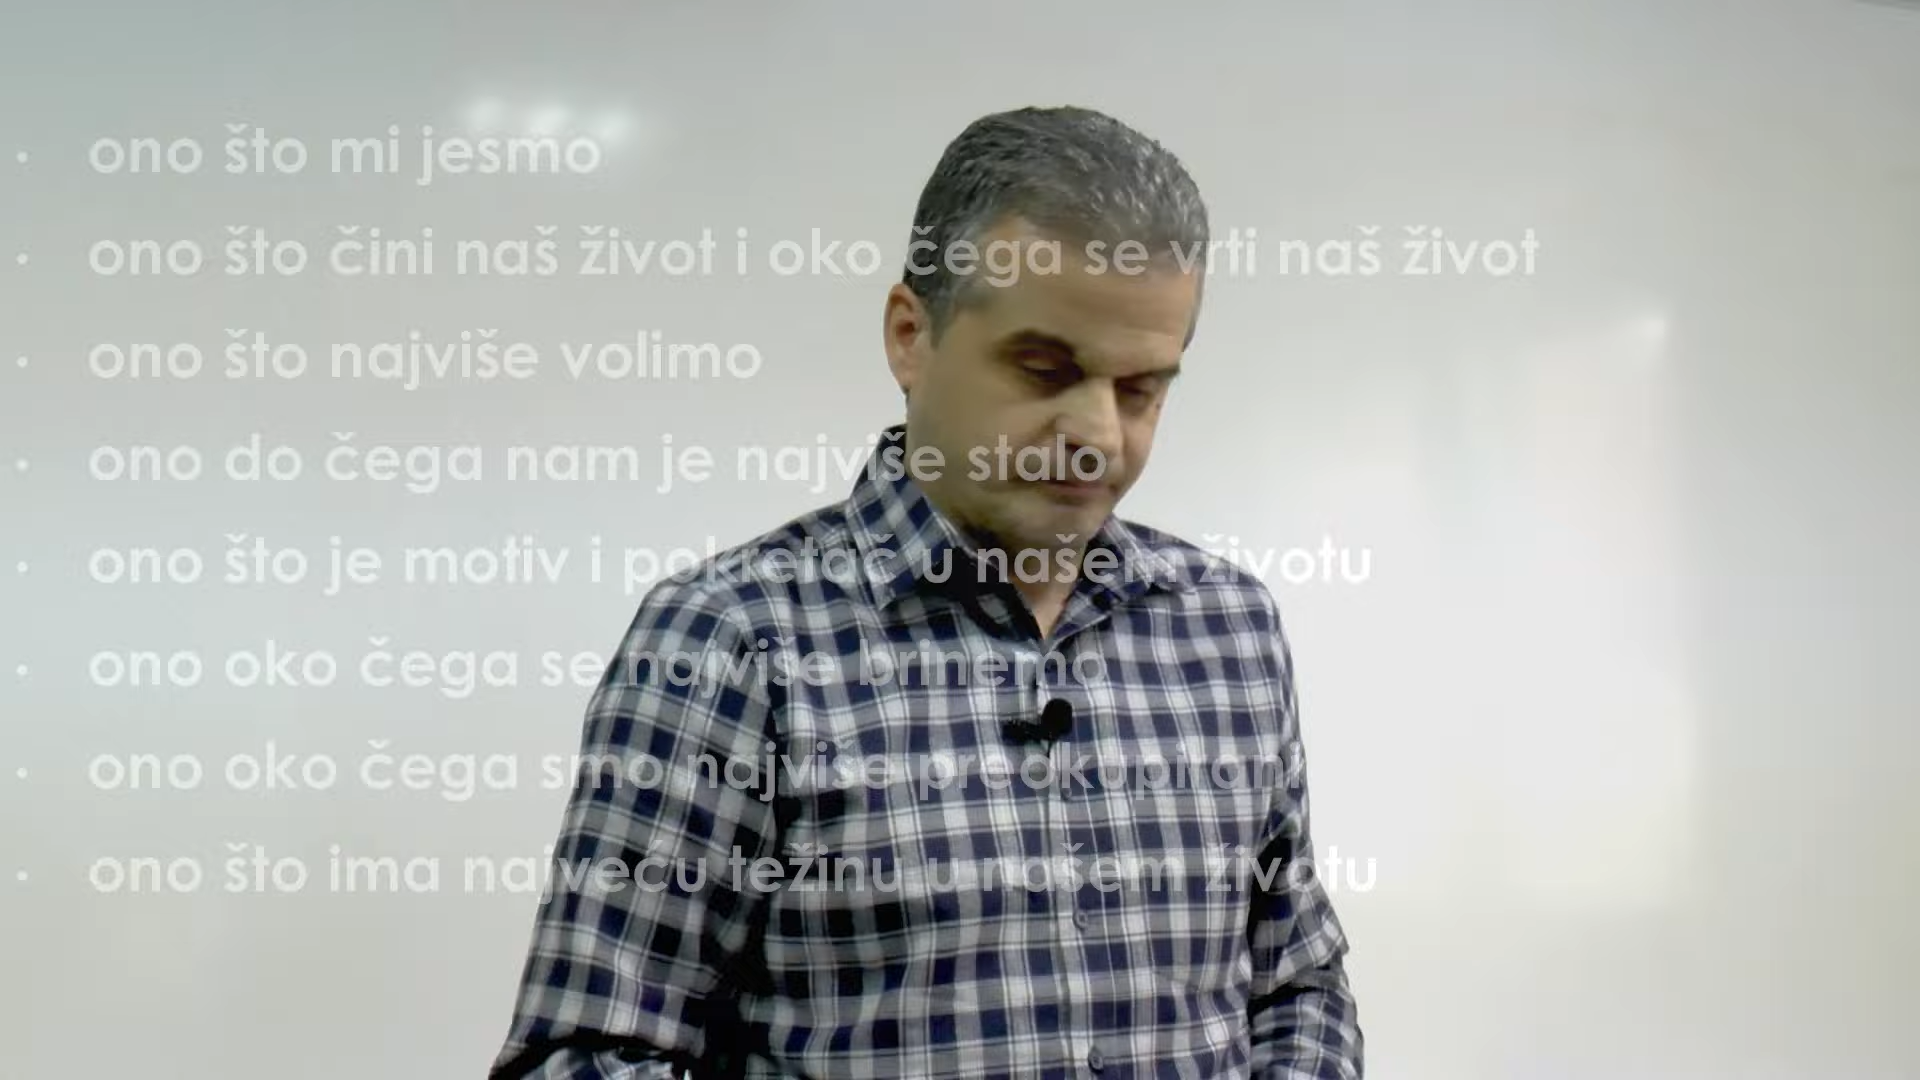 • ono što mi jesmo
• ono što čini naš život i oko čega se vrti naš život
• ono što najviše volimo
• ono do čega nam je najviše stalo
• ono što je motiv i pokretač u našem životu
• ono oko čega se najviše brinemo
• ono oko čega smo najviše preokupirani
• ono što ima najveću težinu u našem životu